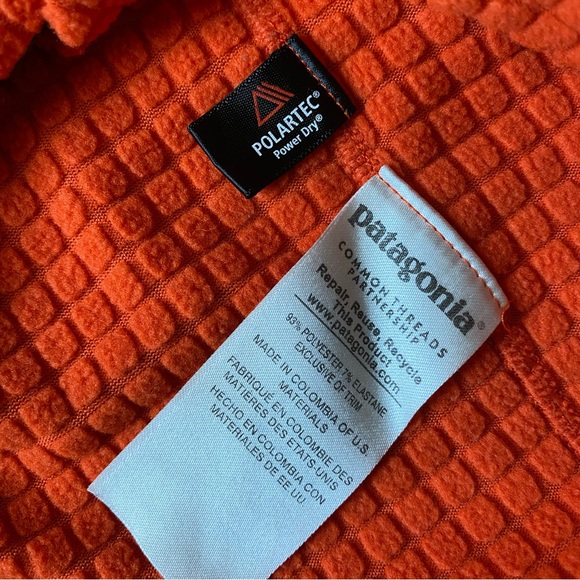 POLARTEC®
Power Dry®
patagonia®
COMMON THREADS
PARTNERSHIP
Repair, Reuse, Recycle
This Product
www.patagonia.com
93% POLYESTER 7% ELASTANE
EXCLUSIVE OF TRIM
MADE IN COLOMBIA OF U.S.
MATERIALS
FABRIQUÉ EN COLOMBIE DES
MATIÈRES DES ETATS-UNIS
HECHO EN COLOMBIA CON
MATERIALES DE EE UU